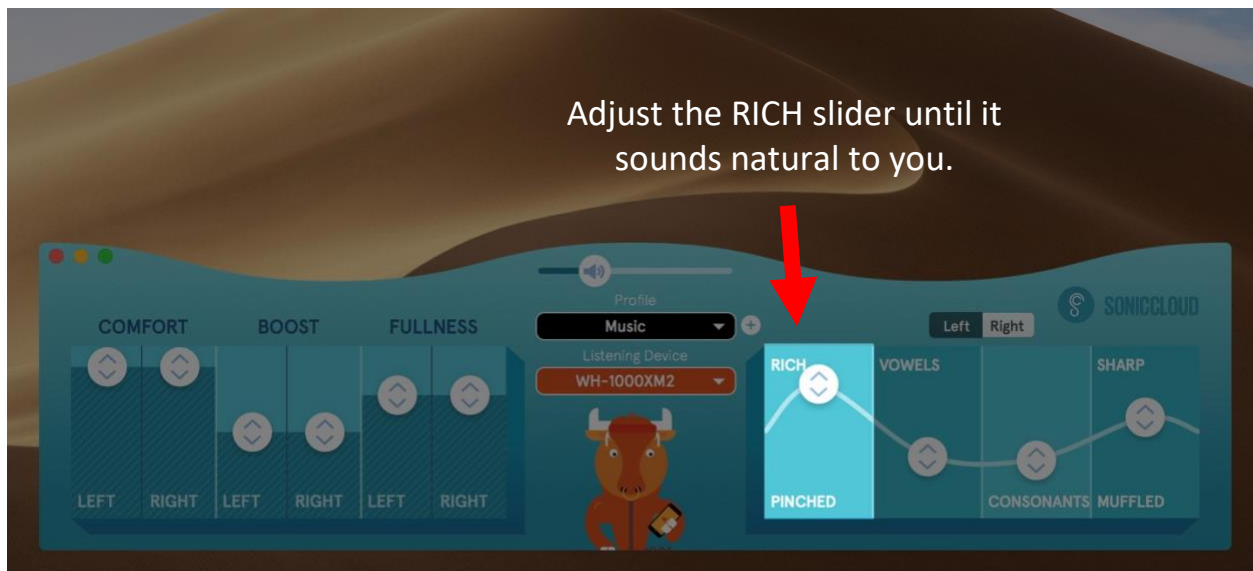 Adjust the RICH slider until it
sounds natural to you.
Profile
SONICCLOUD
COMFORT BOOST FULLNESS
Music
Left Right
Listening Device
WH-1000XM2
RICH VOWELS SHARP
LEFT RIGHT LEFT RIGHT LEFT RIGHT
PINCHED CONSONANTS MUFFLED